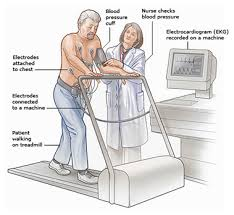 Blood
pressure
cuff
Nurse checks
blood pressure
Electrocardiogram (EKG)
recorded on a machine
Electrodes
attached
to chest
Electrodes
connected
to a machine
Patient
walking
on treadmill